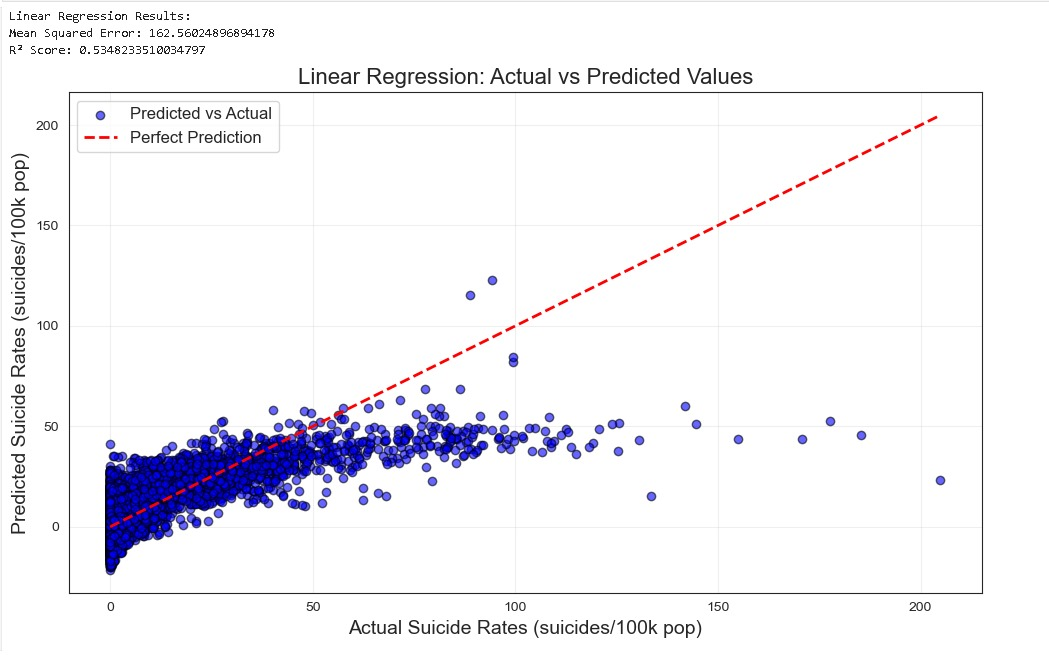 Linear Regression Results:
Mean Squared Error: 162.56024896894178
R² Score: 0.5348233510034797
Linear Regression: Actual vs Predicted Values
Predicted vs Actual
Perfect Prediction
Predicted Suicide Rates (suicides/100k pop)
200
150
100
50
0
0 50 100 150 200
Actual Suicide Rates (suicides/100k pop)